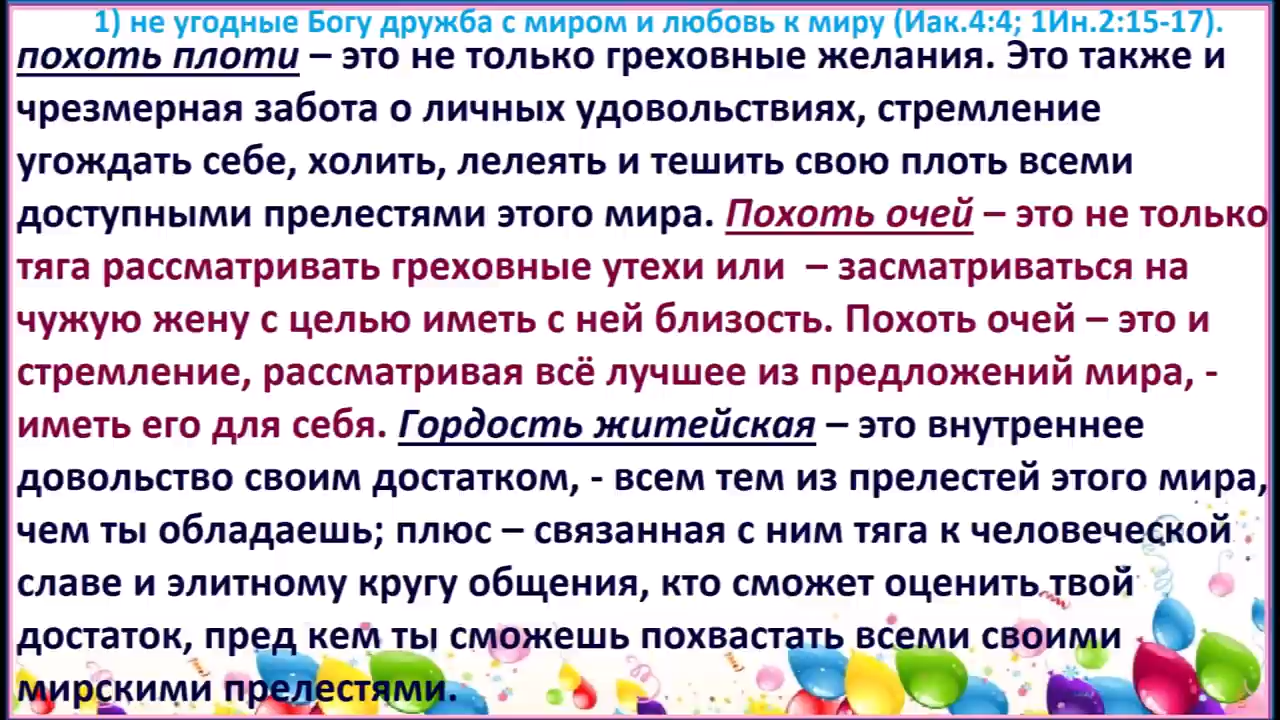 1) не угодные Богу дружба с миром и любовь к миру (Иак.4:4; 1Ин.2:15-17).
похоть плоти – это не только греховные желания. Это также и
чрезмерная забота о личных удовольствиях, стремление
угождать себе, холить, лелеять и тешить свою плоть всеми
доступными прелестями этого мира. Похоть очей – это не только
тяга рассматривать греховные утехи или – засматриваться на
чужую жену с целью иметь с ней близость. Похоть очей – это и
стремление, рассматривая всё лучшее из предложений мира, -
иметь его для себя. Гордость житейская – это внутреннее
довольство своим достатком, - всем тем из прелестей этого мира,
чем ты обладаешь; плюс – связанная с ним тяга к человеческой
славе и элитному кругу общения, кто сможет оценить твой
достаток, пред кем ты сможешь похвастать всеми своими
мирскими прелестями.